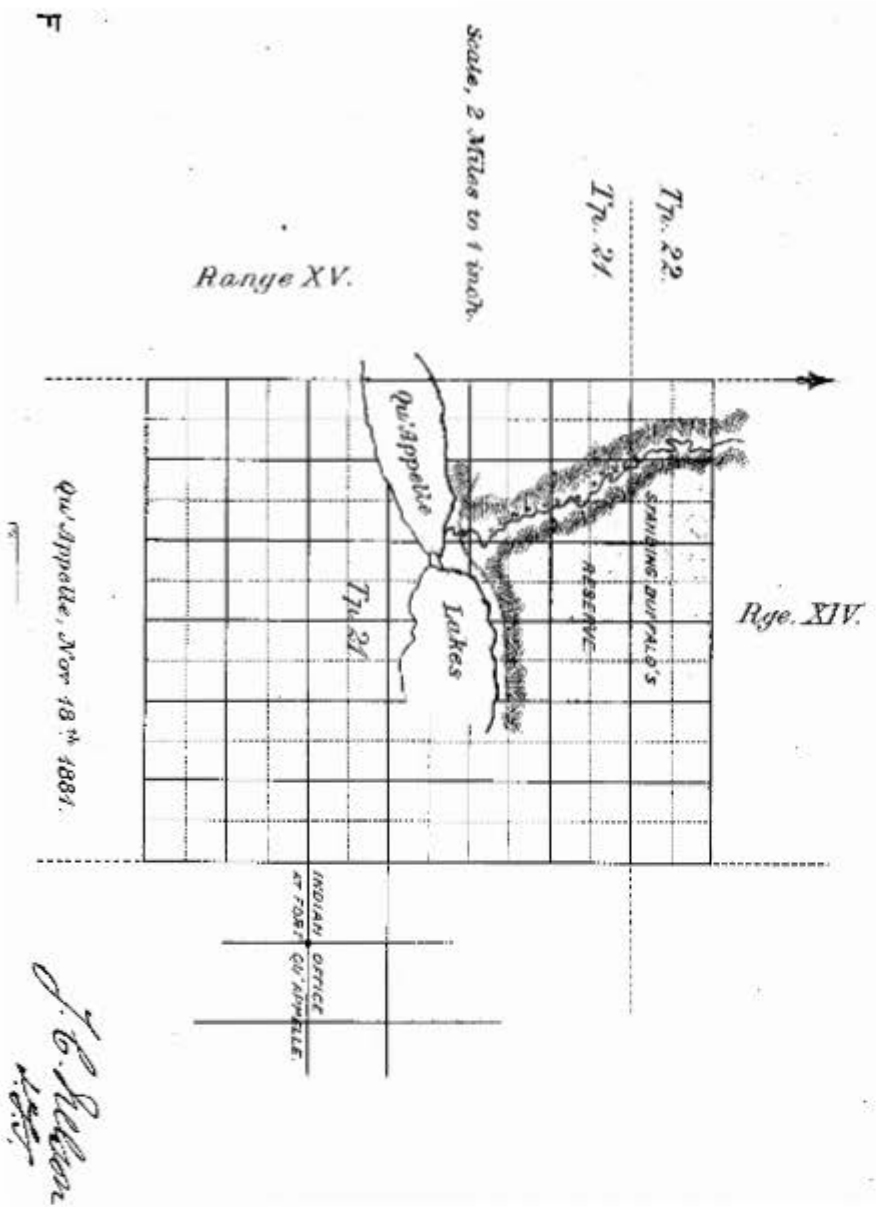 F
Scale, 2 Miles to 1 inch.
Tp. 22.
Tp. 21
Range XV.
Qu'Appelle
Lakes
STANDING BUFFALO'S
RESERVE
Rge. XIV.
Tp. 21
Qu'Appelle, Nov 18th 1881.
INDIAN OFFICE
AT FORT QU'APPELLE.
J. C. Nelson